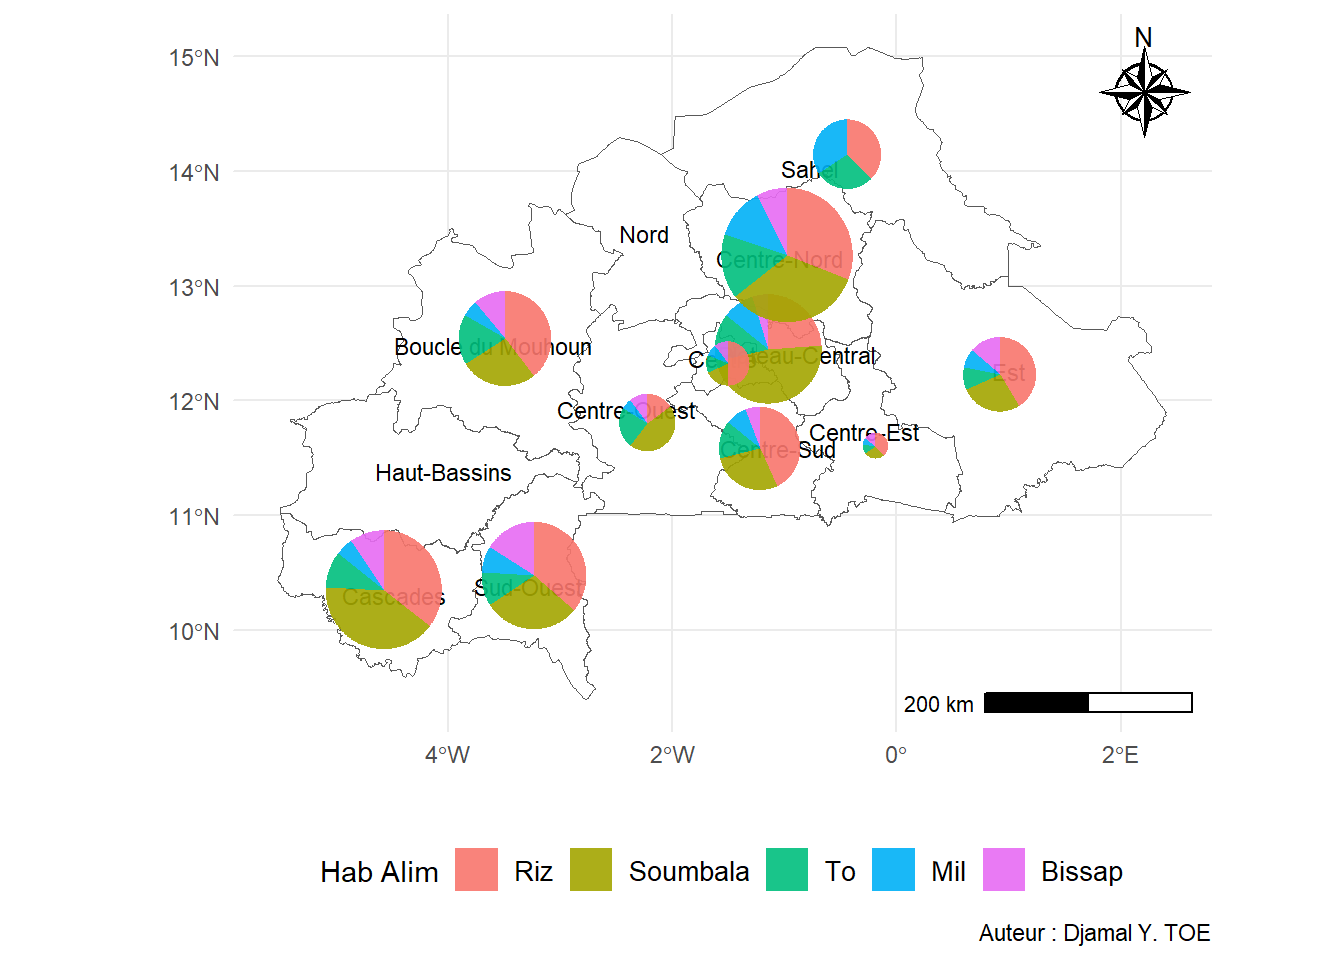 N
15°N
Sahel
14°N
Nord
Centre-Nord
13°N
Boucle du Mouhoun
Est
12°N
Centre-Ouest
Centre-Est
Centre-Sud
Haut-Bassins
11°N
Sud-Ouest
Cascades
10°N
200 km
4°W
2°W
0°
2°E
Hab Alim
Riz
Soumbala
To
Mil
Bissap
Auteur : Djamal Y. TOE